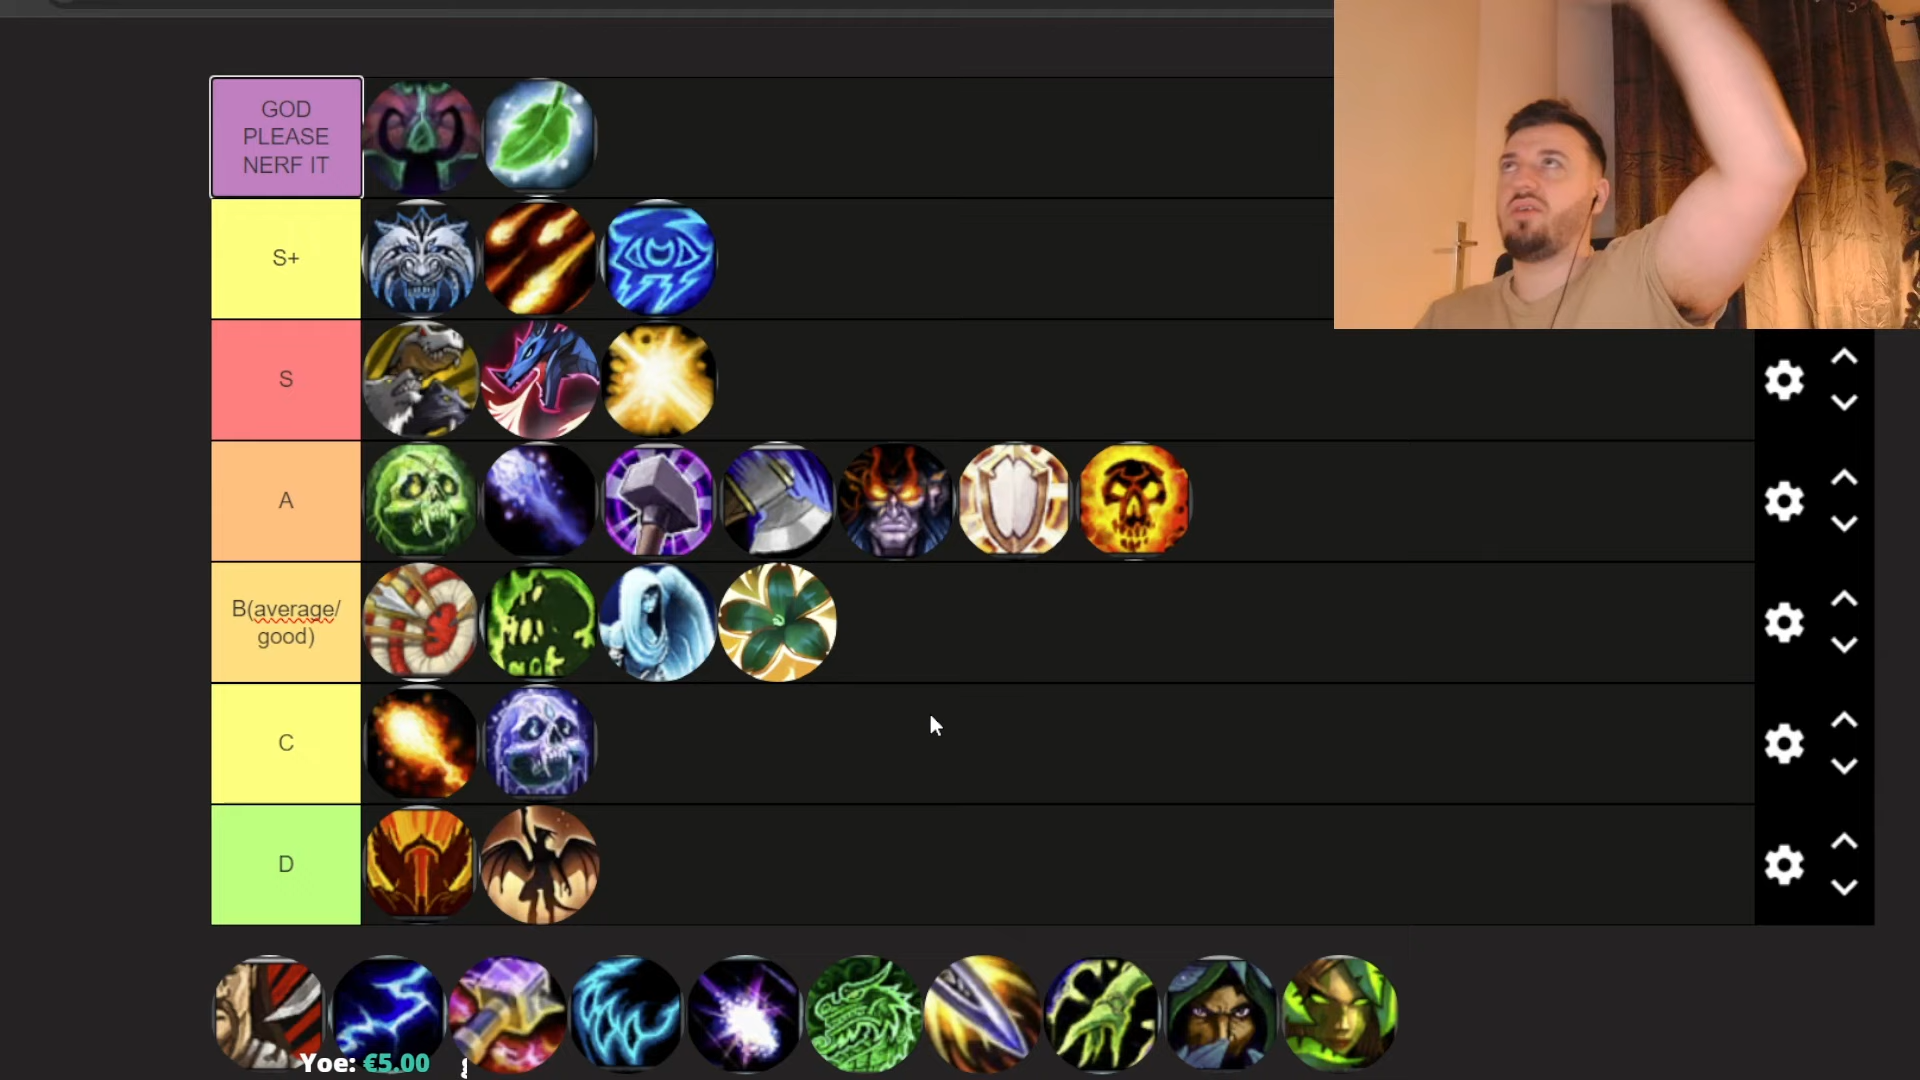 GOD
PLEASE
NERF IT
S+
S
A
B(average/
good)
C
D
Yoe: €5.00